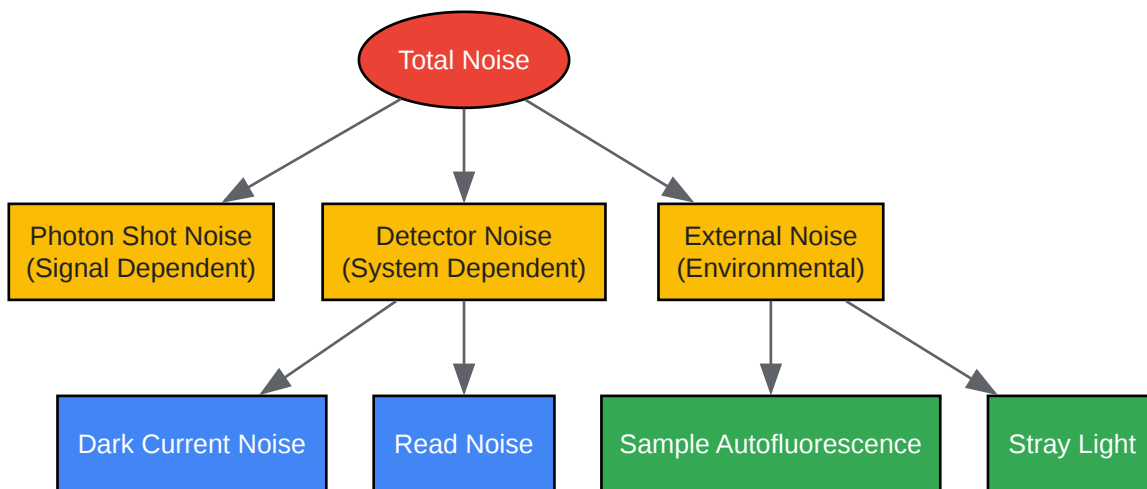 Total Noise
Photon Shot Noise
(Signal Dependent)
Detector Noise
(System Dependent)
External Noise
(Environmental)
Dark Current Noise
Read Noise
Sample Autofluorescence
Stray Light